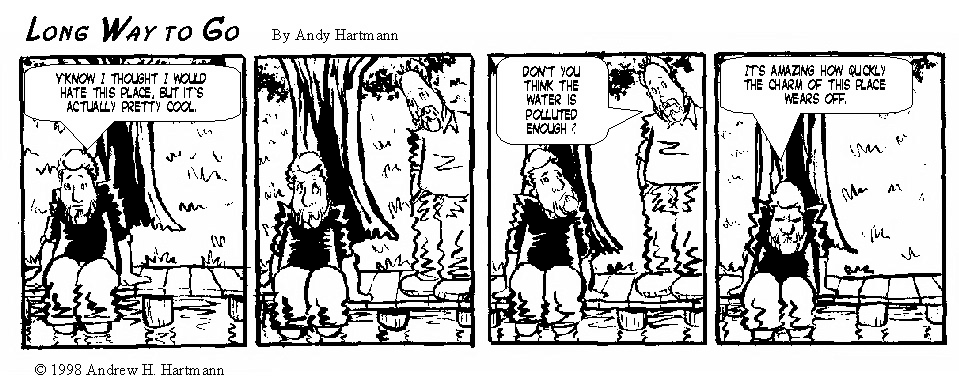 LONG WAY TO GO
By Andy Hartmann
Y'KNOW I THOUGHT I WOULD
HATE THIS PLACE, BUT IT'S
ACTUALLY PRETTY COOL.
DON'T YOU
THINK THE
WATER IS
POLLUTED
ENOUGH ?
IT'S AMAZING HOW QUICKLY
THE CHARM OF THIS PLACE
WEARS OFF.
© 1998 Andrew H. Hartmann